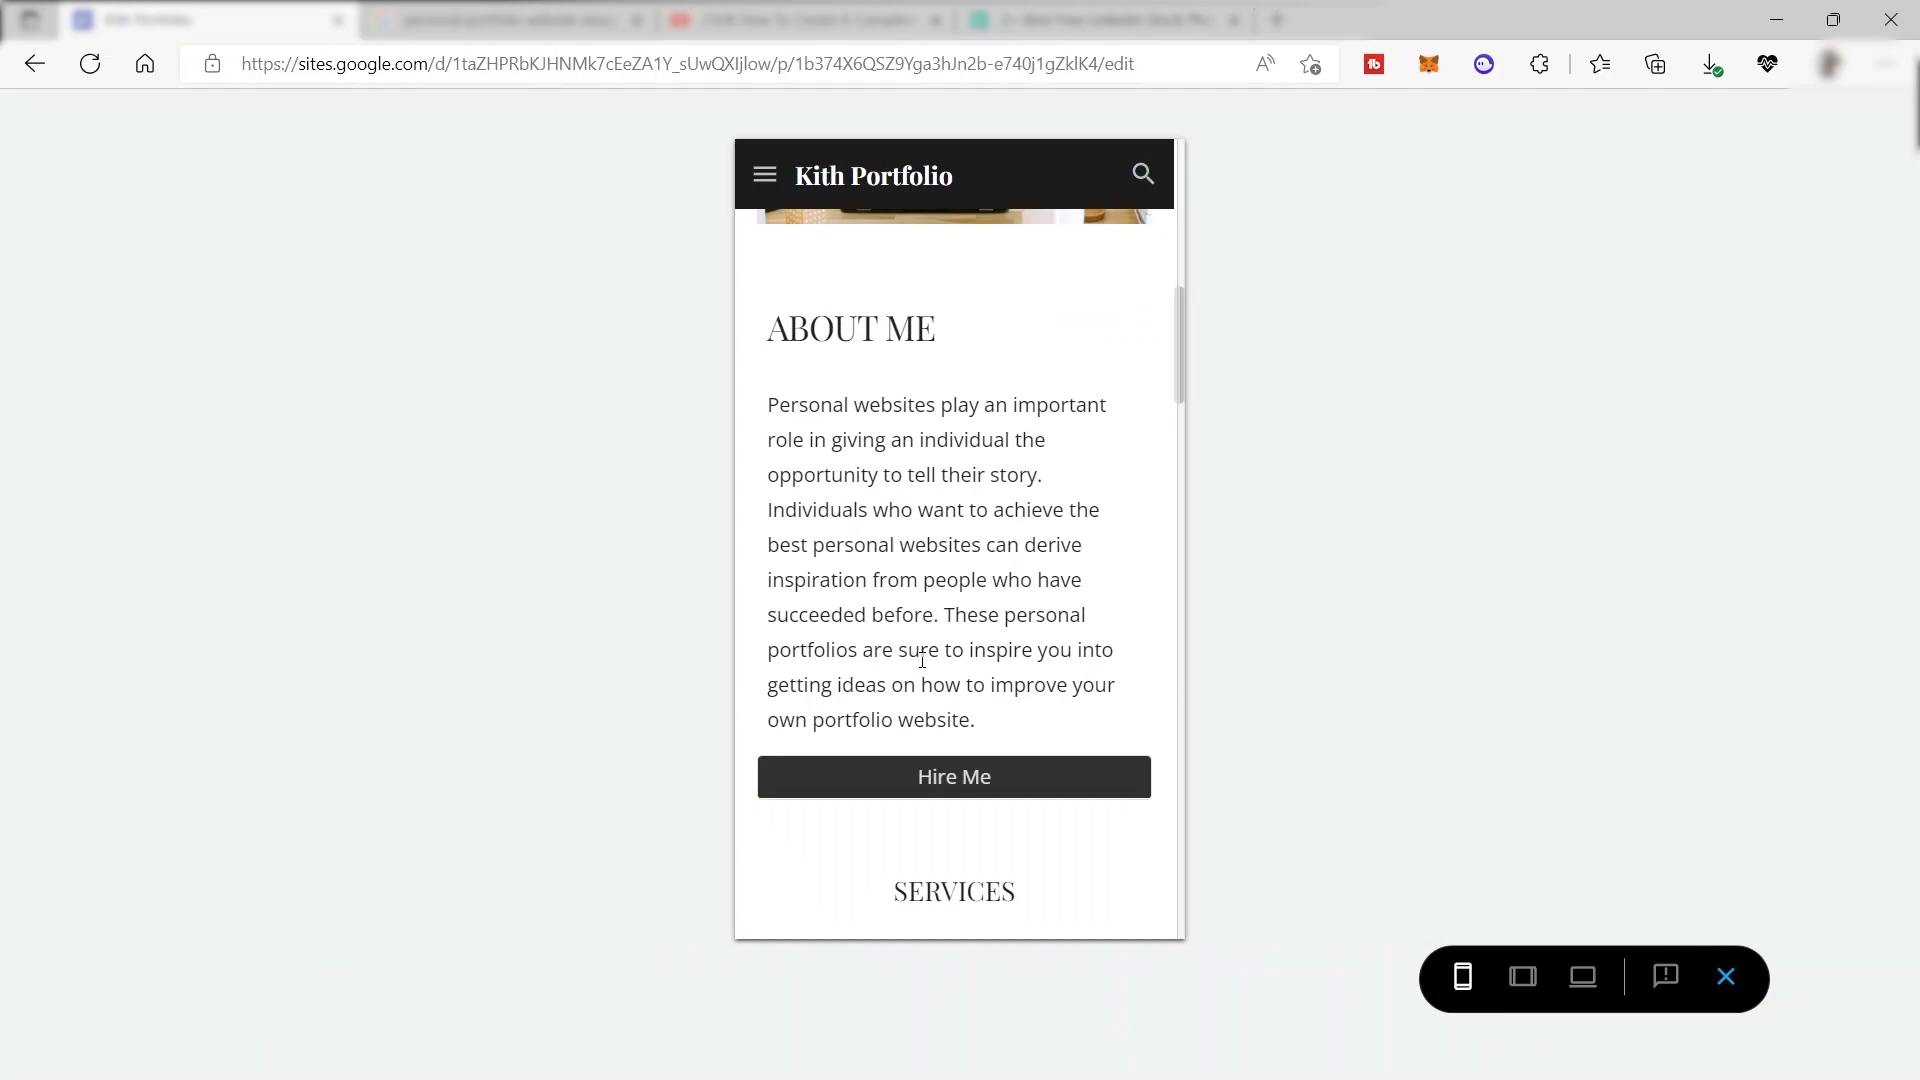 https://sites.google.com/d/1taZHPRbKJHNMk7cEeZA1Y_sUwQXIjlow/p/1b374X6QSZ9Yga3hJn2b-e740j1gZklK4/edit
Kith Portfolio
ABOUT ME
Personal websites play an important
role in giving an individual the
opportunity to tell their story.
Individuals who want to achieve the
best personal websites can derive
inspiration from people who have
succeeded before. These personal
portfolios are sure to inspire you into
getting ideas on how to improve your
own portfolio website.
Hire Me
SERVICES